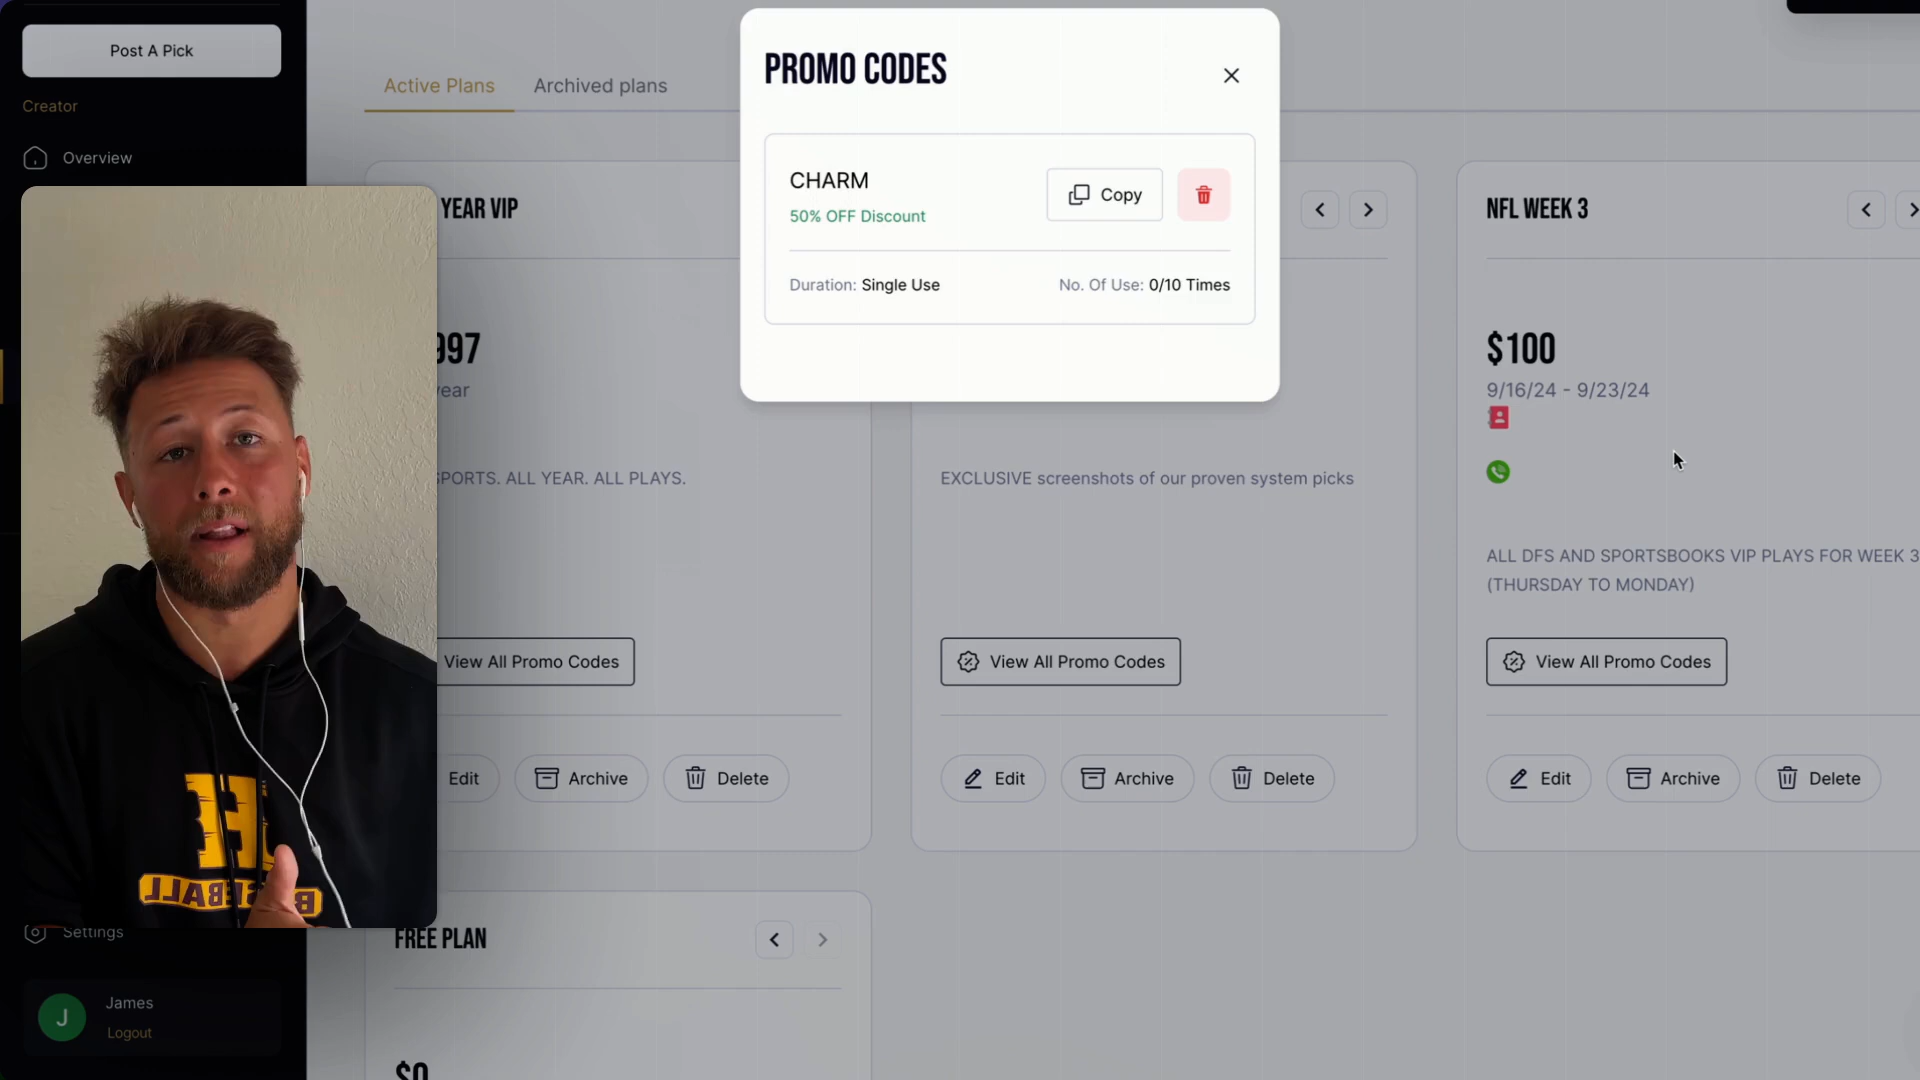 Post A Pick
Creator
Overview
Settings
J
James
Logout
Active Plans
Archived plans
PROMO CODES
CHARM
50% OFF Discount
Copy
Duration: Single Use
No. Of Use: 0/10 Times
YEAR VIP
997
year
SPORTS. ALL YEAR. ALL PLAYS.
View All Promo Codes
Edit
Archive
Delete
EXCLUSIVE screenshots of our proven system picks
View All Promo Codes
Edit
Archive
Delete
NFL WEEK 3
$100
9/16/24 - 9/23/24
ALL DFS AND SPORTSBOOKS VIP PLAYS FOR WEEK 3
(THURSDAY TO MONDAY)
View All Promo Codes
Edit
Archive
Delete
FREE PLAN
$0
H